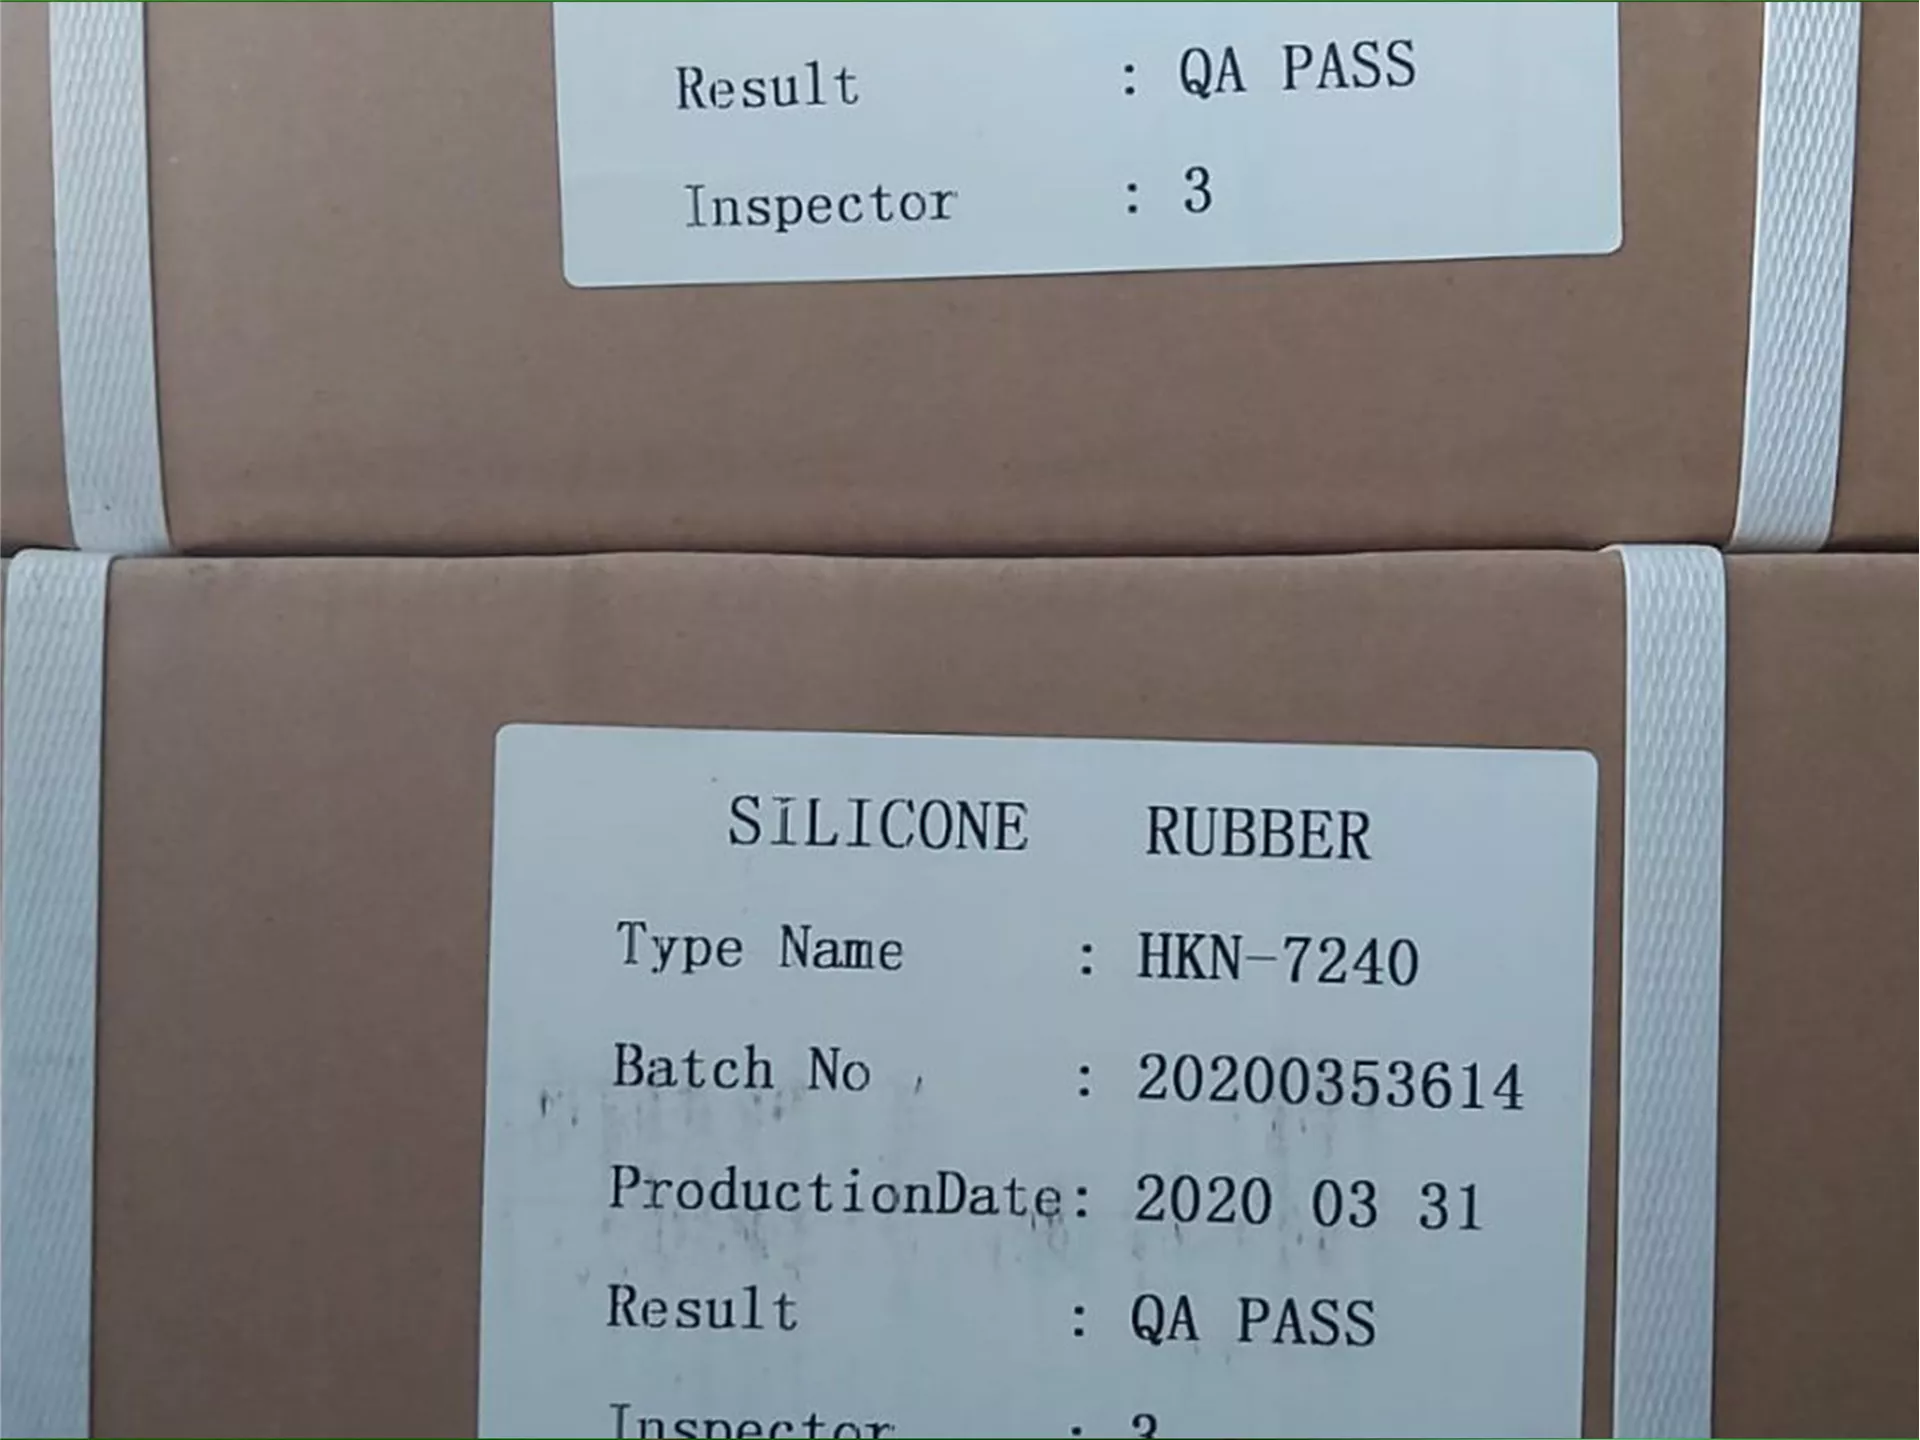 Result : QA PASS
Inspector : 3
SILICONE RUBBER
Type Name : HKN-7240
Batch No : 20200353614
ProductionDate: 2020 03 31
Result : QA PASS
Inspector :